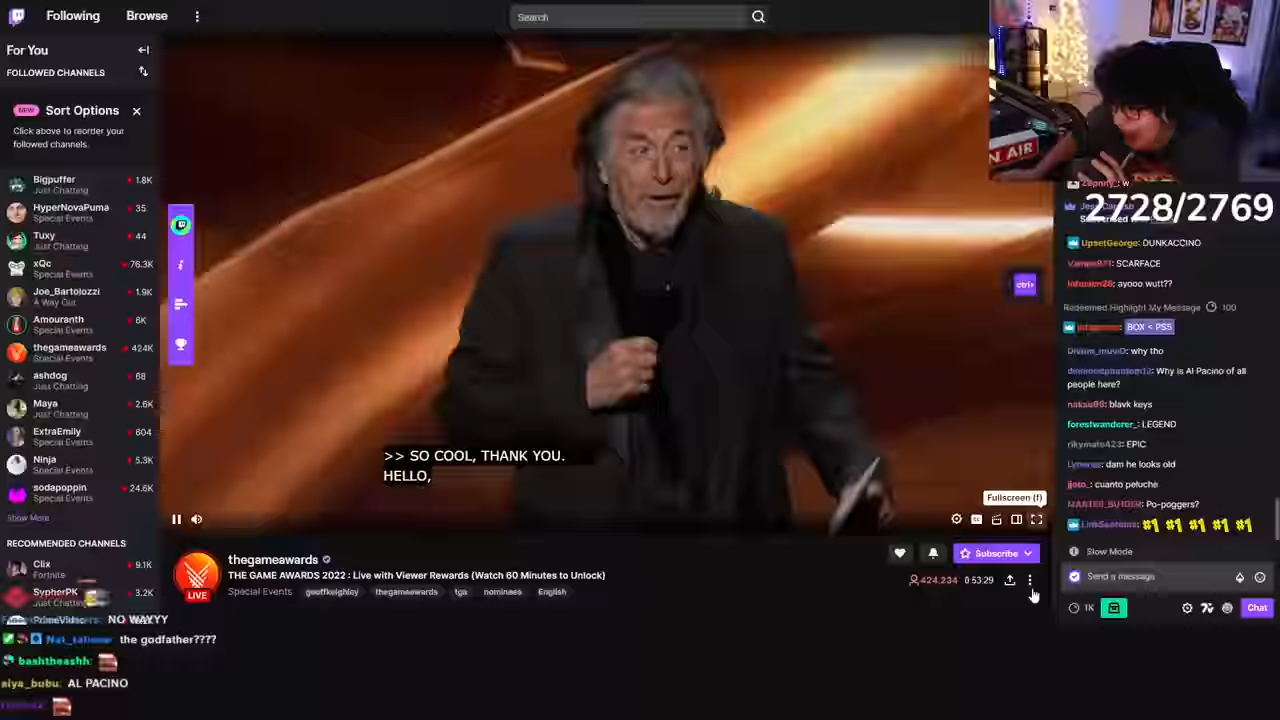 Following
Browse
Search
For You
FOLLOWED CHANNELS
NEW Sort Options
Click above to reorder your
followed channels.
Bigpuffer 1.8K
Just Chatting
HyperNovaPuma 35
Special Events
Tuxy 44
Just Chatting
xQc 76.3K
Special Events
Joe_Bartolozzi 1.9K
A Way Out
Amouranth 6K
Special Events
thegameawards 424K
Special Events
ashdog 68
Just Chatting
Maya 2.6K
Just Chatting
ExtraEmily 604
Special Events
Ninja 5.3K
Special Events
sodapoppin 24.6K
Special Events
Show More
RECOMMENDED CHANNELS
Clix 9.1K
Fortnite
SypherPK 3.2K
NO WAYYY
the godfather????
bashtheashh:
AL PACINO
>> SO COOL, THANK YOU.
HELLO,
ctrl+
Fullscreen (f)
thegameawards
THE GAME AWARDS 2022 : Live with Viewer Rewards (Watch 60 Minutes to Unlock)
Special Events geoffkeighley thegameawards tga nominees English
LIVE
Subscribe
424,234 0:53:29
N AIR
2728/2769
UpsetGeorge: DUNKACCINO
SCARFACE
ayooo wutt??
Redeemed Highlight My Message 100
BOX < PS5
why tho
Why is Al Pacino of all
people here?
blavk keys
forestwanderer_: LEGEND
rikymato423: EPIC
dam he looks old
cuanto peluche
Po-poggers?
#1 #1 #1 #1 #1
Slow Mode
Send a message
1K
Chat